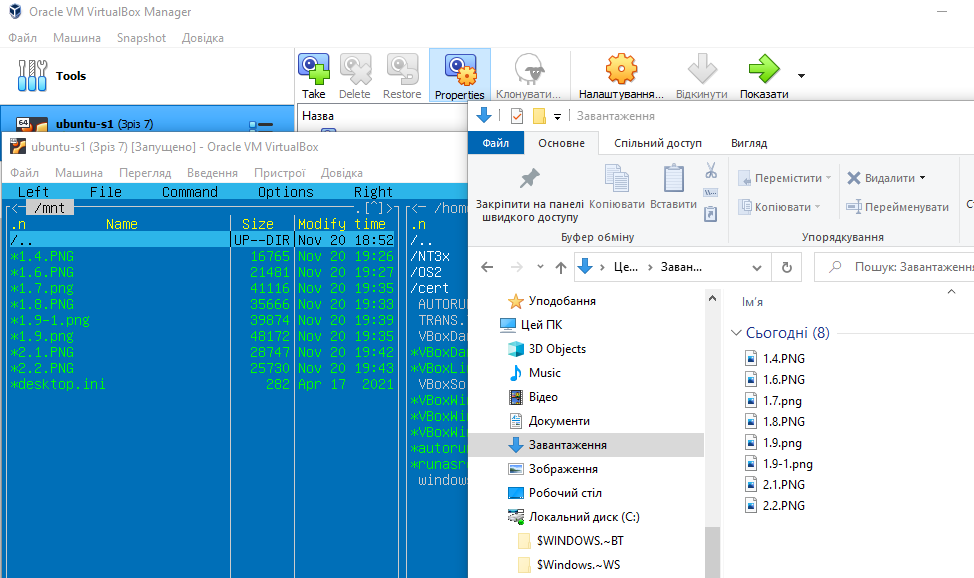 Oracle VM VirtualBox Manager
Файл Машина Snapshot Довідка
Tools
Take Delete Restore Properties Клонувати... Налаштування... Відкинути Показати
64 ubuntu-s1 (Зріз 7)
Назва
ubuntu-s1 (Зріз 7) [Запущено] - Oracle VM VirtualBox
Файл Машина Перегляд Введення Пристрої Довідка
Left File Command Options Right
<- /mnt .[^]>
.n Name Size Modify time
/.. UP--DIR Nov 20 18:52
*1.4.PNG 16765 Nov 20 19:26
*1.6.PNG 21481 Nov 20 19:27
*1.7.png 41116 Nov 20 19:35
*1.8.PNG 35666 Nov 20 19:33
*1.9-1.png 39874 Nov 20 19:39
*1.9.png 48172 Nov 20 19:35
*2.1.PNG 28747 Nov 20 19:42
*2.2.PNG 25730 Nov 20 19:43
*desktop.ini 282 Apr 17 2021
<- /hom
.n
/..
/NT3x
/OS2
/cert
AUTORU
TRANS.
VBoxDa
*VBoxDa
*VBoxLi
VBoxSo
*VBoxWi
*VBoxWi
*VBoxWi
*autoru
*runasr
window
Завантаження
Файл Основне Спільний доступ Вигляд
Закріпити на панелі швидкого доступу
Копіювати
Вставити
Буфер обміну
Перемістити
Копіювати
Видалити
Перейменувати
Упорядкування
Це... Заван...
Пошук: Завантаження
Уподобання
Цей ПК
3D Objects
Music
Відео
Документи
Завантаження
Зображення
Робочий стіл
Локальний диск (C:)
$WINDOWS.~BT
$Windows.~WS
Ім'я
Сьогодні (8)
1.4.PNG
1.6.PNG
1.7.png
1.8.PNG
1.9.png
1.9-1.png
2.1.PNG
2.2.PNG